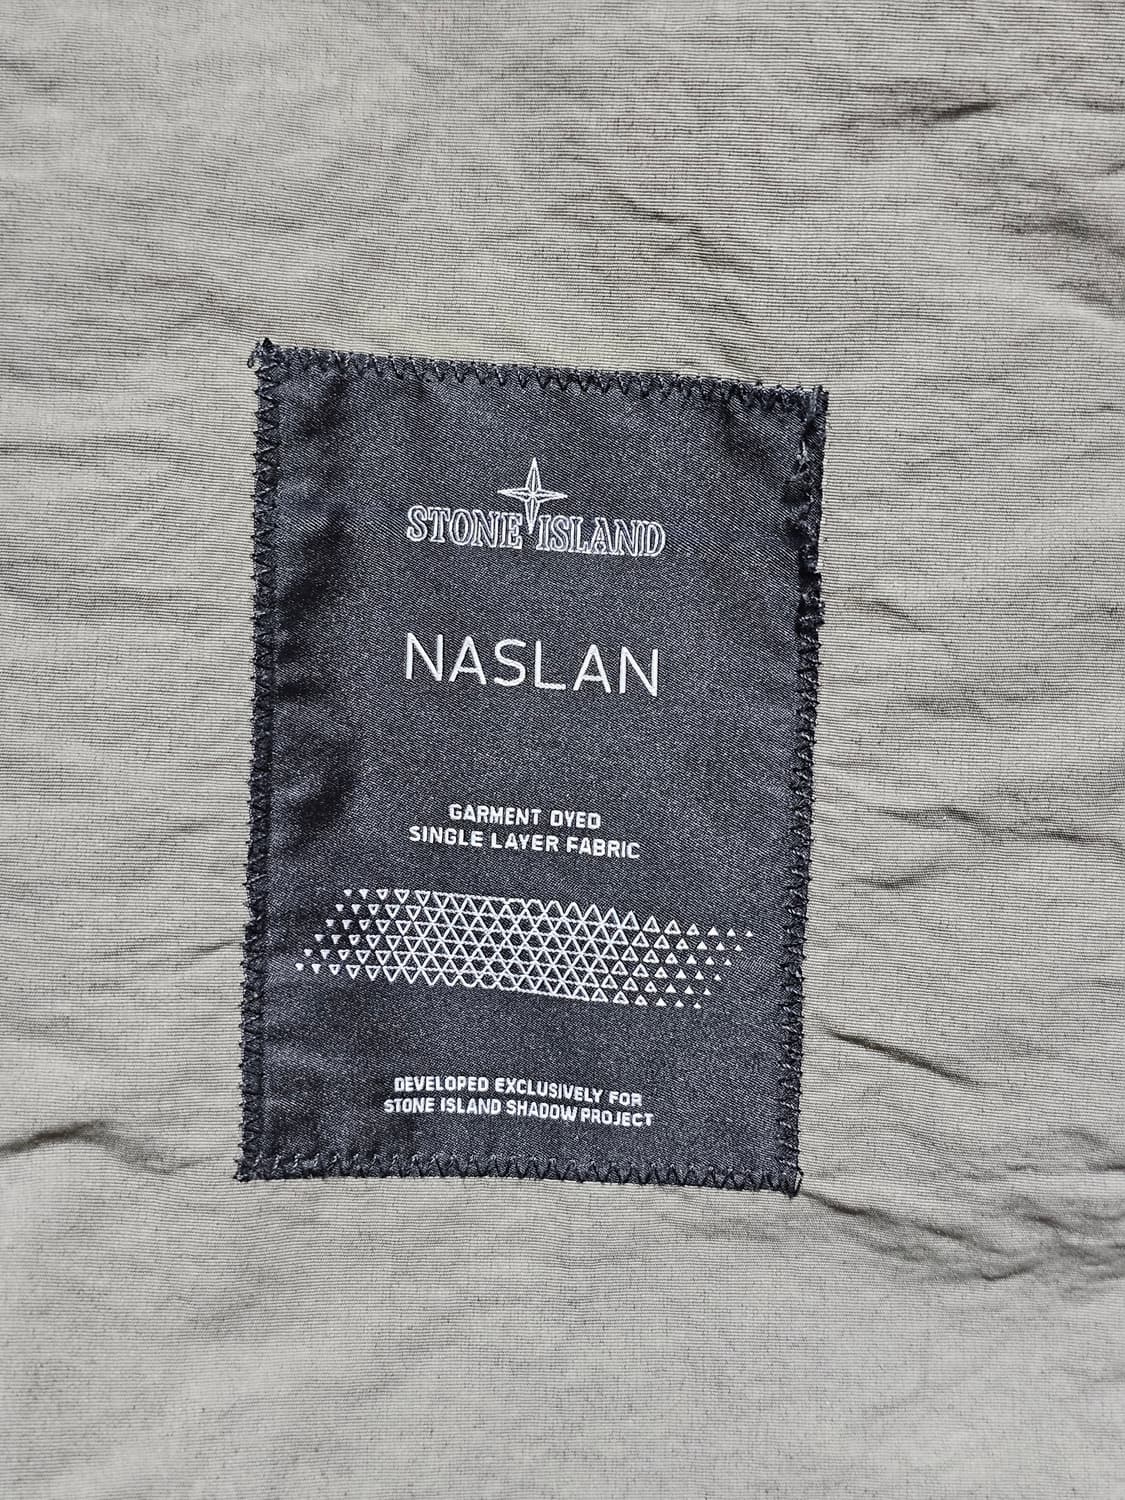 STONE ISLAND
NASLAN
GARMENT DYED
SINGLE LAYER FABRIC
DEVELOPED EXCLUSIVELY FOR
STONE ISLAND SHADOW PROJECT